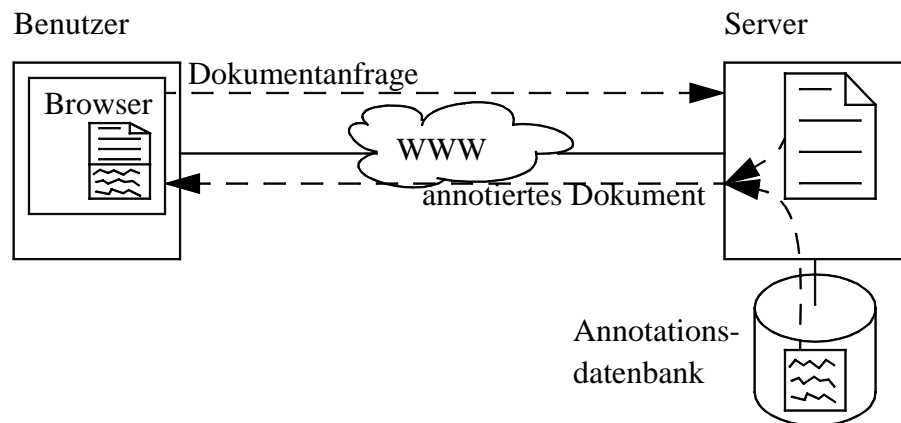 Benutzer
Server
Dokumentanfrage
Browser
WWW
annotiertes Dokument
Annotations-
datenbank